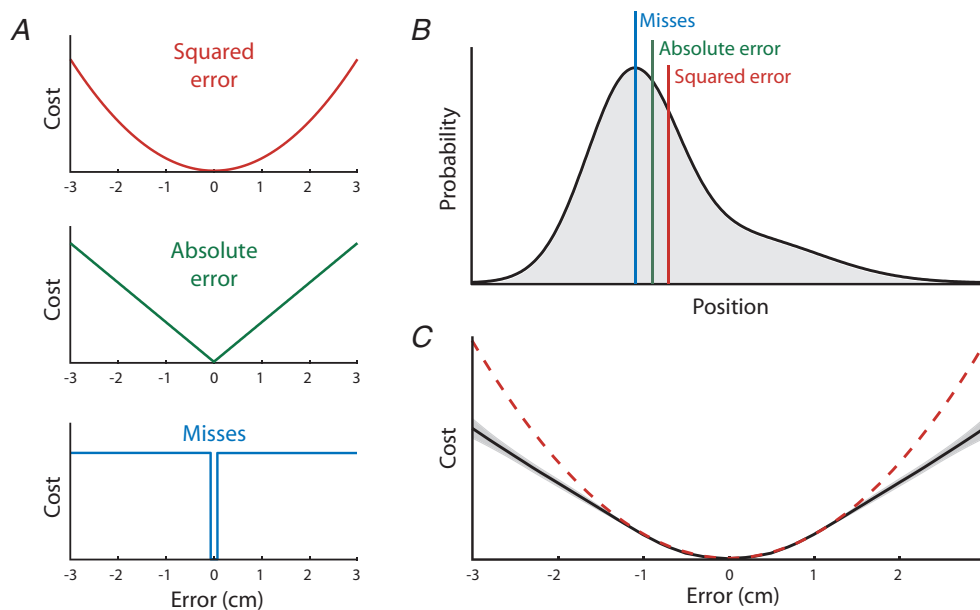 A
Squared
error
Cost
-3 -2 -1 0 1 2 3
Absolute
error
Cost
-3 -2 -1 0 1 2 3
Misses
Cost
-3 -2 -1 0 1 2 3
Error (cm)
B
Misses
Absolute error
Squared error
Probability
Position
C
Cost
-3 -2 -1 0 1 2
Error (cm)